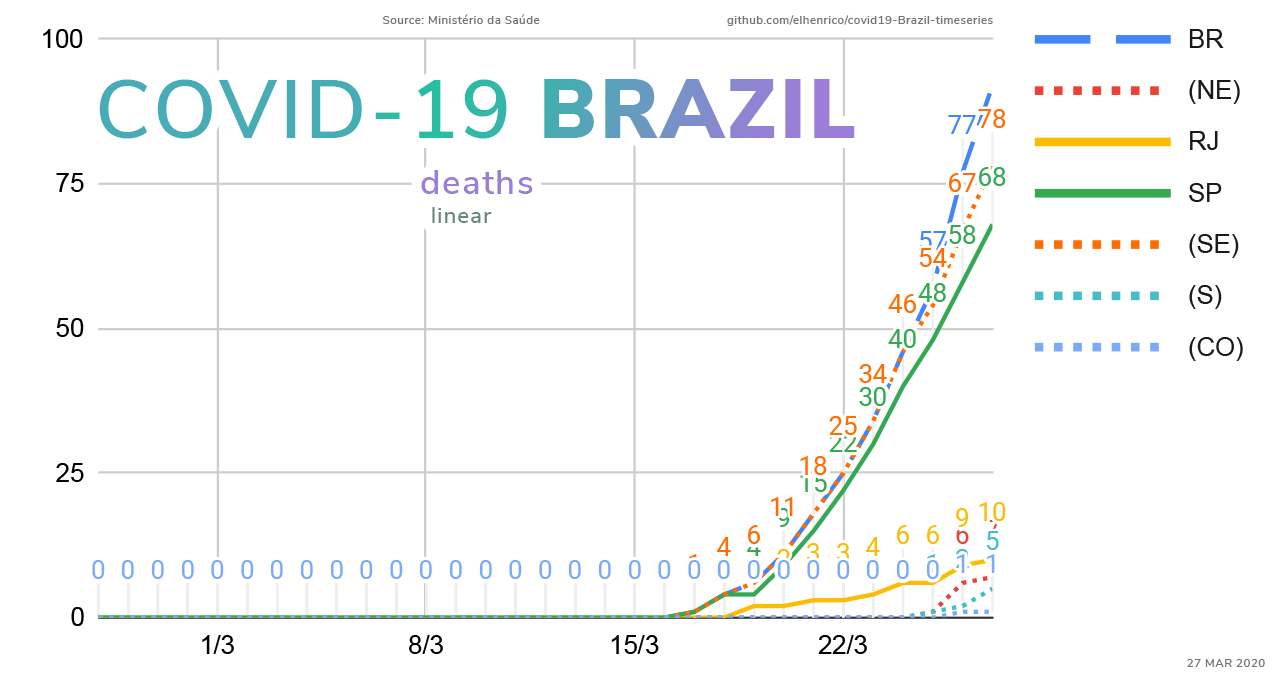 Source: Ministério da Saúde
github.com/elhenrico/covid19-Brazil-timeseries
COVID-19 BRAZIL
deaths
linear
100
75
50
25
0
BR
(NE)
RJ
SP
(SE)
(S)
(CO)
77 78
67 68
57 58
54
46 48
40
34
30
25
22
18
15
11
9
4 6 4
3 3 4 6 6 9 10
6
5
0 0 0 0 0 0 0 0 0 0 0 0 0 0 0 0 0 0 0 0 0 0 0 0 0 0 0 0 0 1 1
1/3 8/3 15/3 22/3
27 MAR 2020